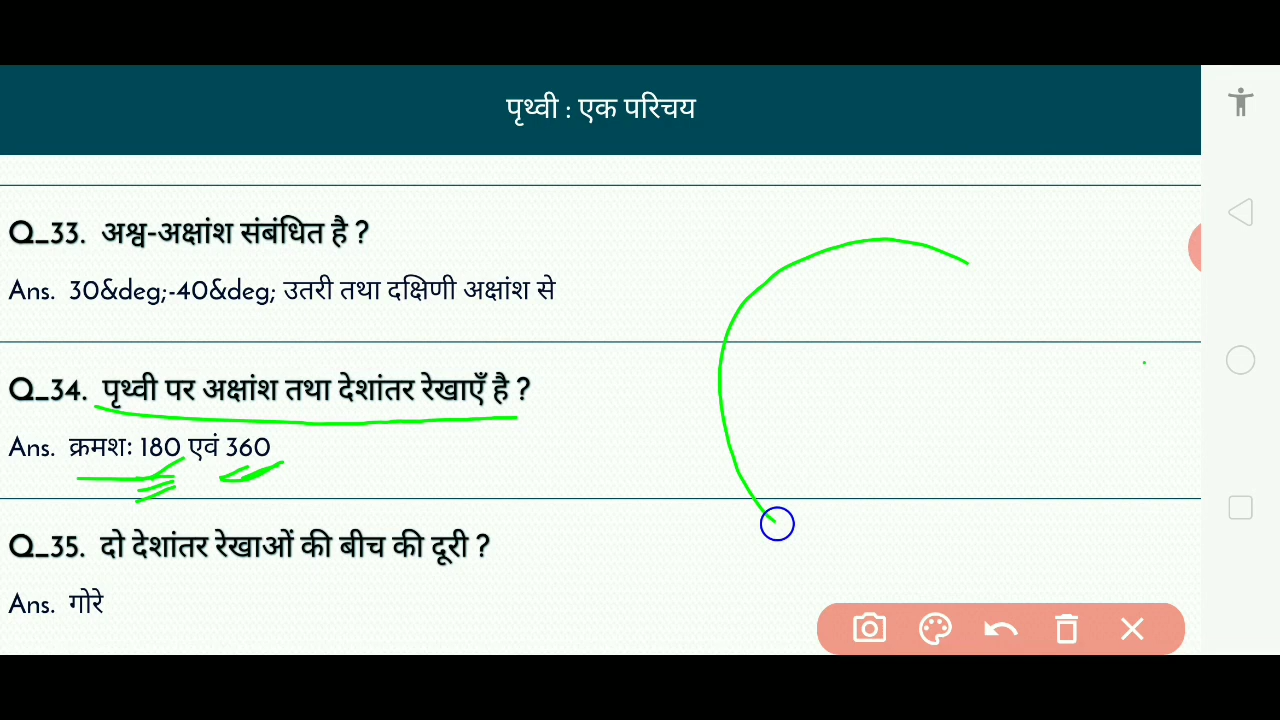 पृथ्वी : एक परिचय
Q_33. अश्व-अक्षांश संबंधित है ?
Ans. 30&deg;-40&deg; उतरी तथा दक्षिणी अक्षांश से
Q_34. पृथ्वी पर अक्षांश तथा देशांतर रेखाएँ है ?
Ans. क्रमशः 180 एवं 360
Q_35. दो देशांतर रेखाओं की बीच की दूरी ?
Ans. गोरे